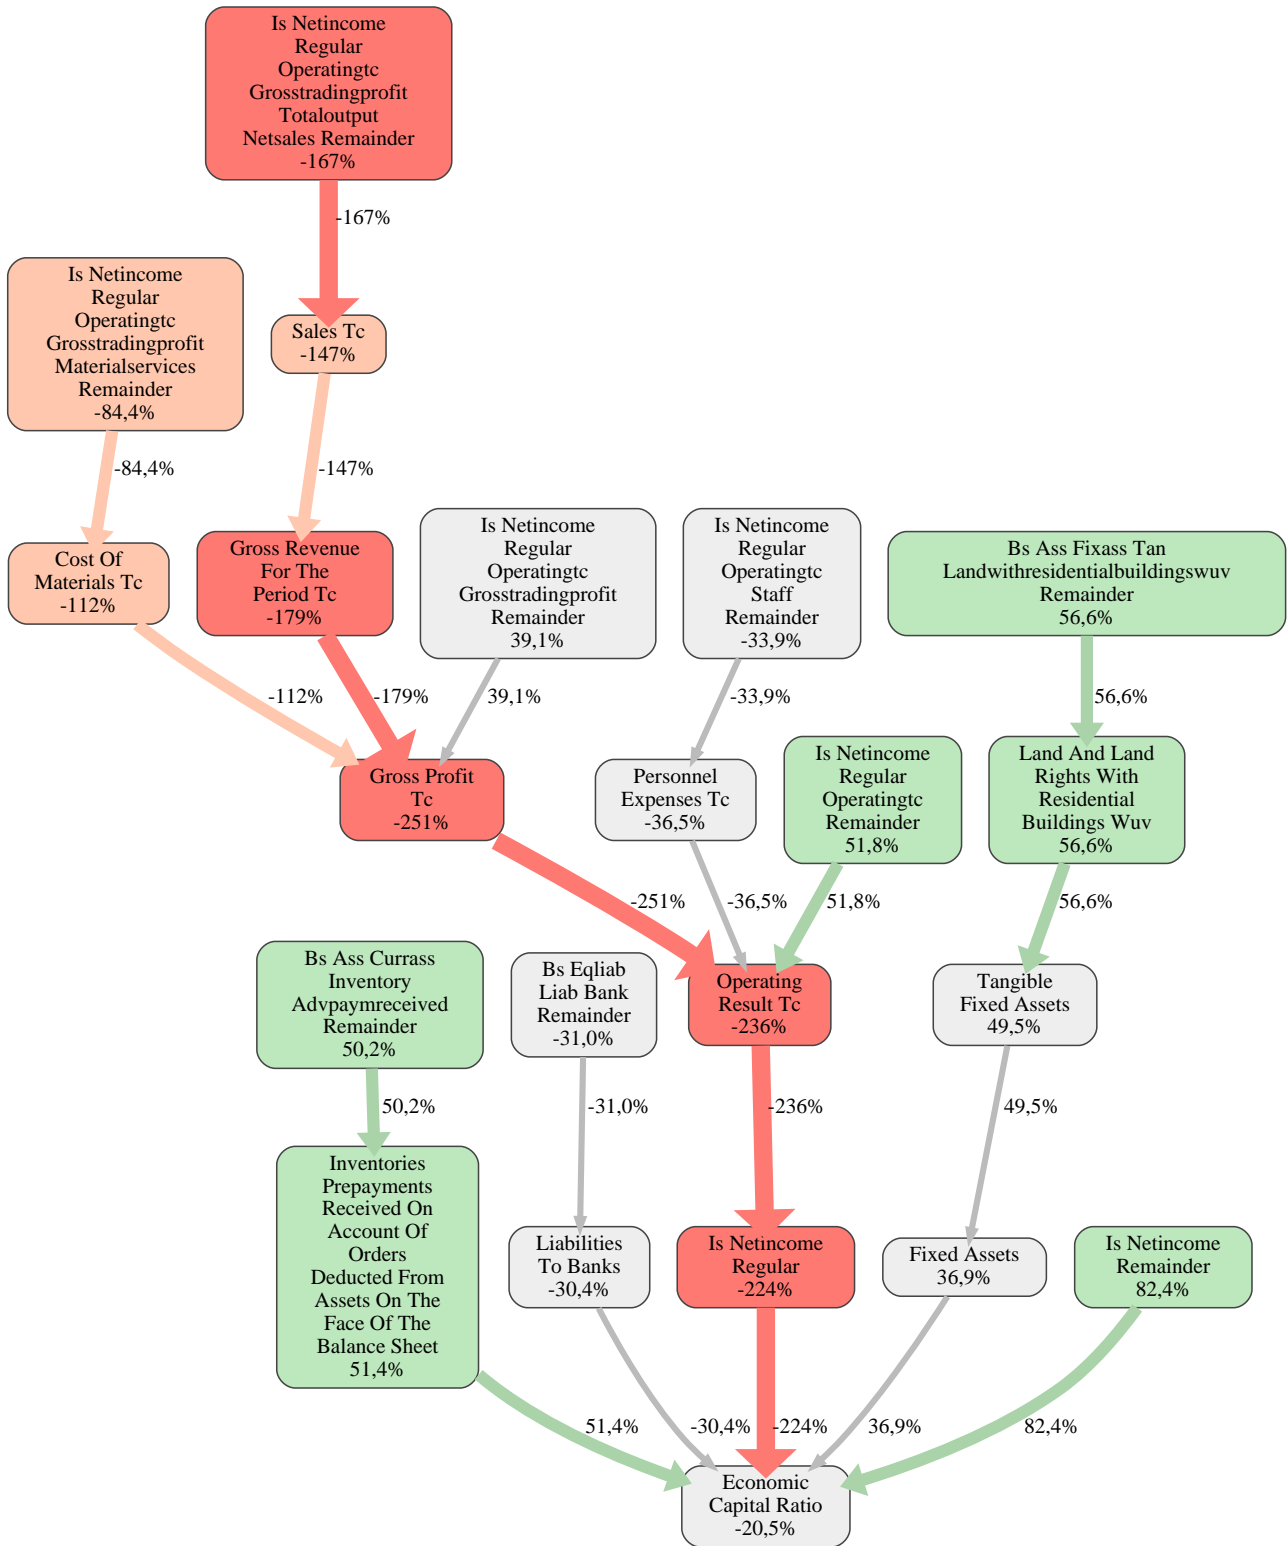 Is Netincome
Regular
Operatingtc
Grosstradingprofit
Totaloutput
Netsales Remainder
-167%
-167%
Is Netincome
Regular
Operatingtc
Grosstradingprofit
Materialservices
Remainder
-84,4%
Sales Tc
-147%
-84,4%
-147%
Cost Of
Materials Tc
-112%
Gross Revenue
For The
Period Tc
-179%
Is Netincome
Regular
Operatingtc
Grosstradingprofit
Remainder
39,1%
Is Netincome
Regular
Operatingtc
Staff
Remainder
-33,9%
Bs Ass Fixass Tan
Landwithresidentialbuildingswuv
Remainder
56,6%
-112%
-179%
39,1%
-33,9%
56,6%
Gross Profit
Tc
-251%
Personnel
Expenses Tc
-36,5%
Is Netincome
Regular
Operatingtc
Remainder
51,8%
Land And Land
Rights With
Residential
Buildings Wuv
56,6%
-251%
-36,5%
51,8%
56,6%
Bs Ass Currass
Inventory
Advpaymreceived
Remainder
50,2%
Bs Eqliab
Liab Bank
Remainder
-31,0%
Operating
Result Tc
-236%
Tangible
Fixed Assets
49,5%
50,2%
-31,0%
-236%
49,5%
Inventories
Prepayments
Received On
Account Of
Orders
Deducted From
Assets On The
Face Of The
Balance Sheet
51,4%
Liabilities
To Banks
-30,4%
Is Netincome
Regular
-224%
Fixed Assets
36,9%
Is Netincome
Remainder
82,4%
51,4%
-30,4%
-224%
36,9%
82,4%
Economic
Capital Ratio
-20,5%